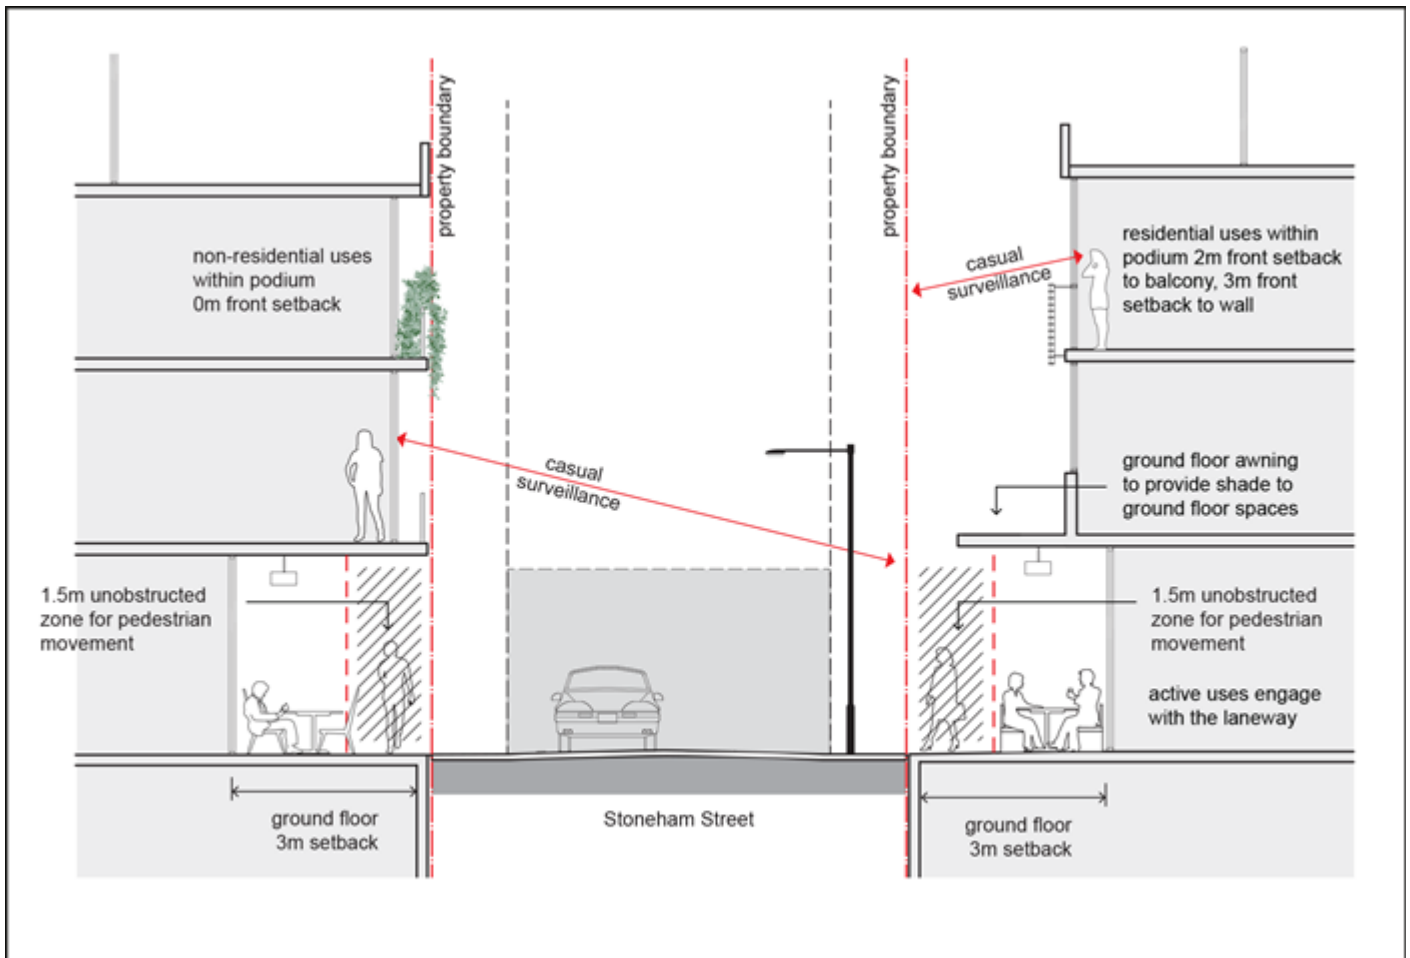 property boundary
property boundary
non-residential uses
within podium
0m front setback
casual
surveillance
residential uses within
podium 2m front setback
to balcony, 3m front
setback to wall
casual
surveillance
ground floor awning
to provide shade to
ground floor spaces
1.5m unobstructed
zone for pedestrian
movement
1.5m unobstructed
zone for pedestrian
movement
active uses engage
with the laneway
ground floor
3m setback
Stoneham Street
ground floor
3m setback